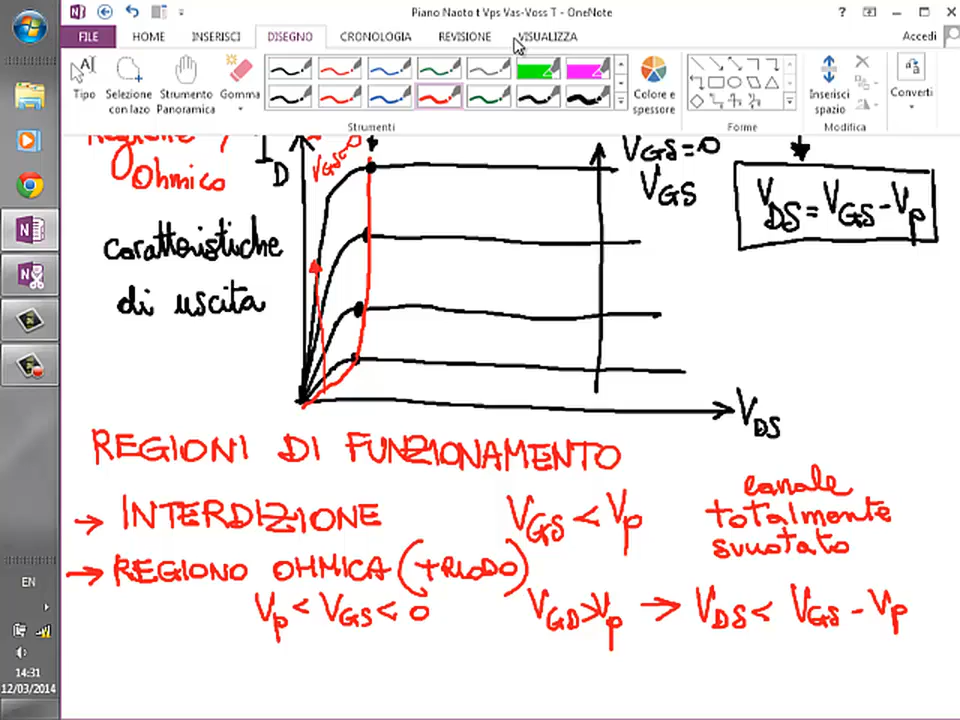 Piano Naoto t Vps Vas-Voss T - OneNote
FILE HOME INSERISCI DISEGNO CRONOLOGIA REVISIONE VISUALIZZA Accedi
Tipo Selezione con lazo Strumento Panoramica Gomma Colore e spessore Inserisci spazio Converti
Strumenti Forme Modifica
Regione
Ohmico
I D
VGS=0
VGS=0
VGS
VDS = VGS - Vp
caratteristiche
di uscita
VDS
REGIONI DI FUNZIONAMENTO
→ INTERDIZIONE VGS < Vp
canale
totalmente
svuotato
→ REGIONO OHMICA (TRIODO)
Vp < VGS < 0 VGD > Vp → VDS < VGS - Vp
EN
14:31
12/03/2014